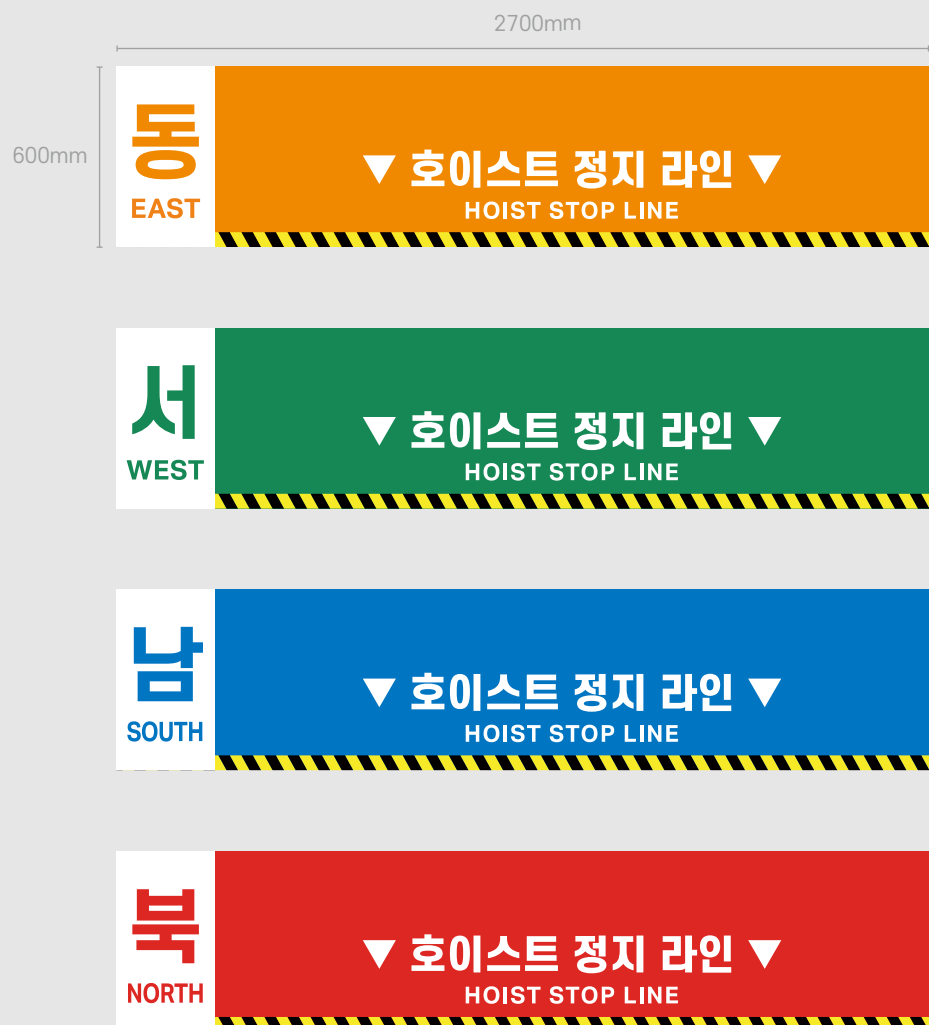 2700mm
600mm
동
EAST
▼ 호이스트 정지 라인 ▼
HOIST STOP LINE
서
WEST
▼ 호이스트 정지 라인 ▼
HOIST STOP LINE
남
SOUTH
▼ 호이스트 정지 라인 ▼
HOIST STOP LINE
북
NORTH
▼ 호이스트 정지 라인 ▼
HOIST STOP LINE